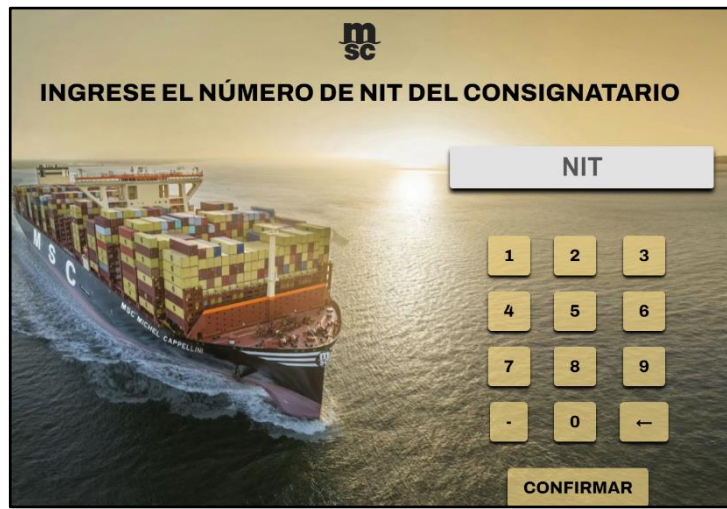 m
sc
INGRESE EL NÚMERO DE NIT DEL CONSIGNATARIO
NIT
1 2 3
4 5 6
7 8 9
- 0 ←
CONFIRMAR
MSC
MSC MICHEL CAPPELLINI